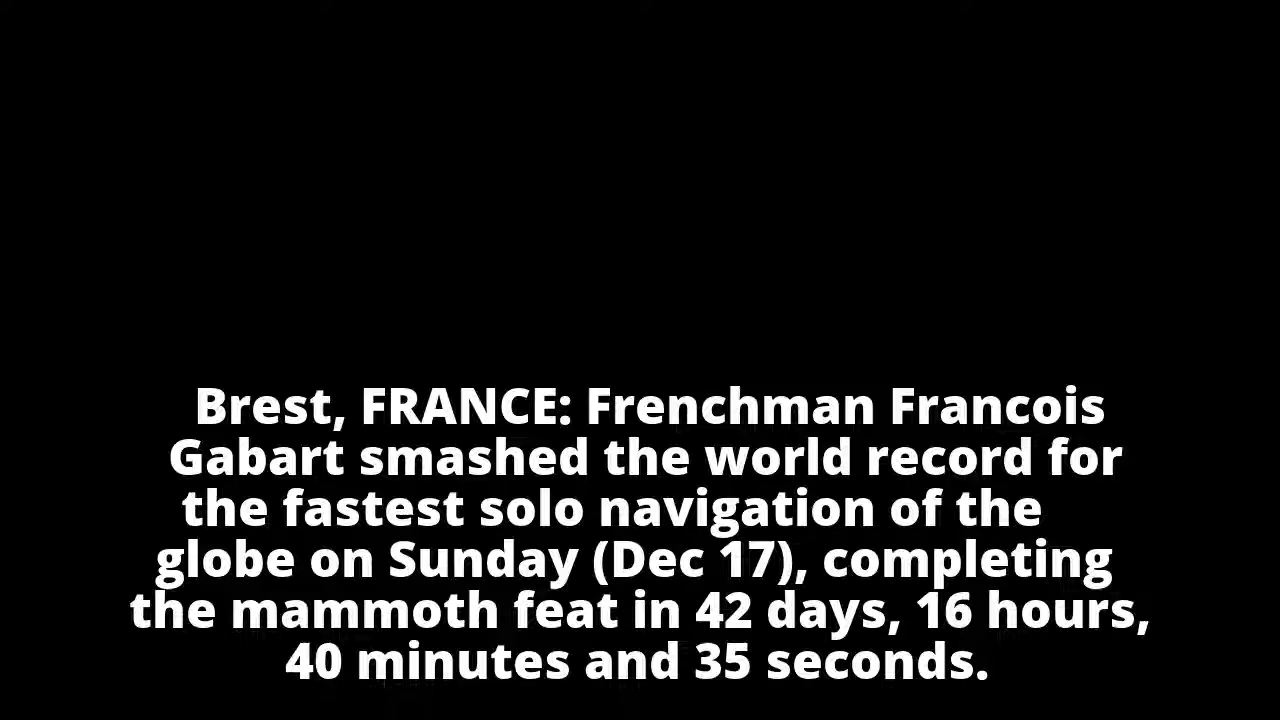 Brest, FRANCE: Frenchman Francois
Gabart smashed the world record for
the fastest solo navigation of the
globe on Sunday (Dec 17), completing
the mammoth feat in 42 days, 16 hours,
40 minutes and 35 seconds.